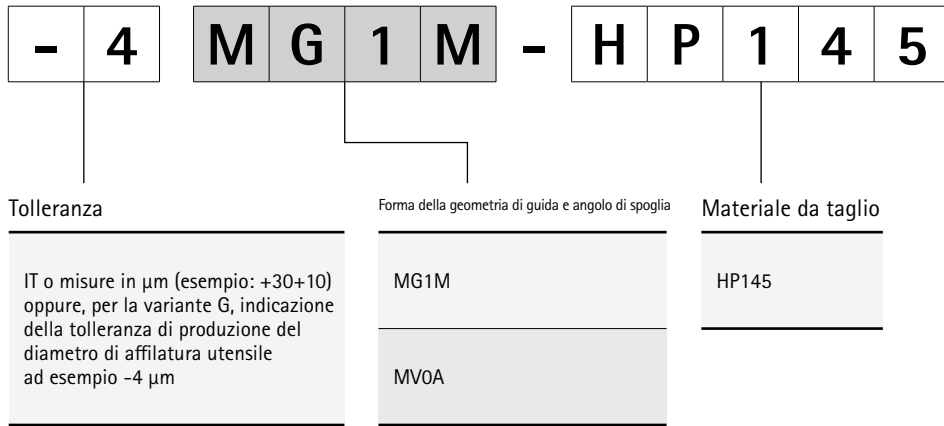 - 4 M G 1 M - H P 1 4 5
Tolleranza
IT o misure in µm (esempio: +30+10)
oppure, per la variante G, indicazione
della tolleranza di produzione del
diametro di affilatura utensile
ad esempio -4 µm
Forma della geometria di guida e angolo di spoglia
MG1M
MV0A
Materiale da taglio
HP145